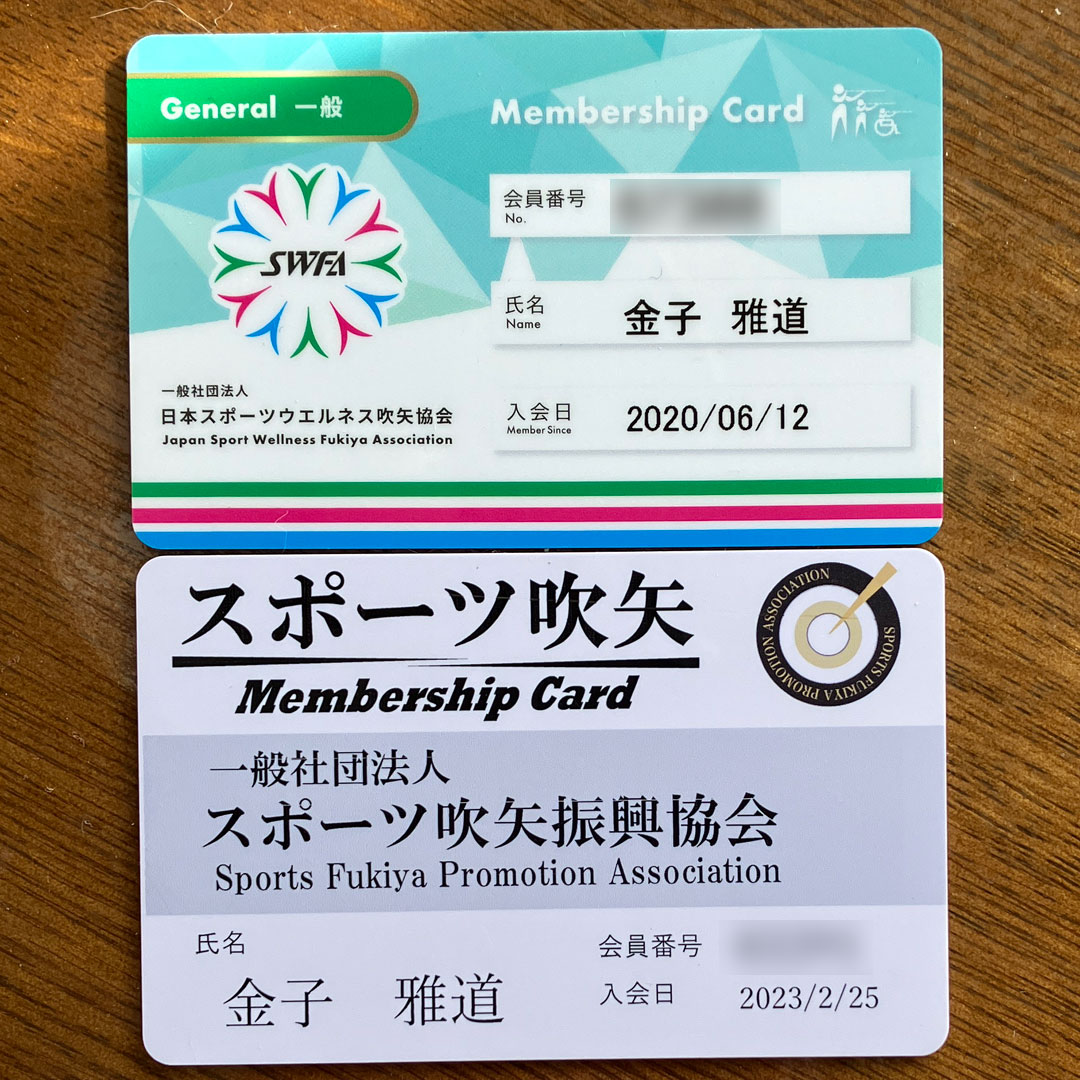 General 一般
Membership Card
SWFA
会員番号
No.
氏名
Name
金子 雅道
一般社団法人
日本スポーツウエルネス吹矢協会
Japan Sport Wellness Fukiya Association
入会日
Member Since
2020/06/12
スポーツ吹矢
Membership Card
SPORTS FUKIYA PROMOTION ASSOCIATION
一般社団法人
スポーツ吹矢振興協会
Sports Fukiya Promotion Association
氏名
金子 雅道
会員番号
入会日 2023/2/25